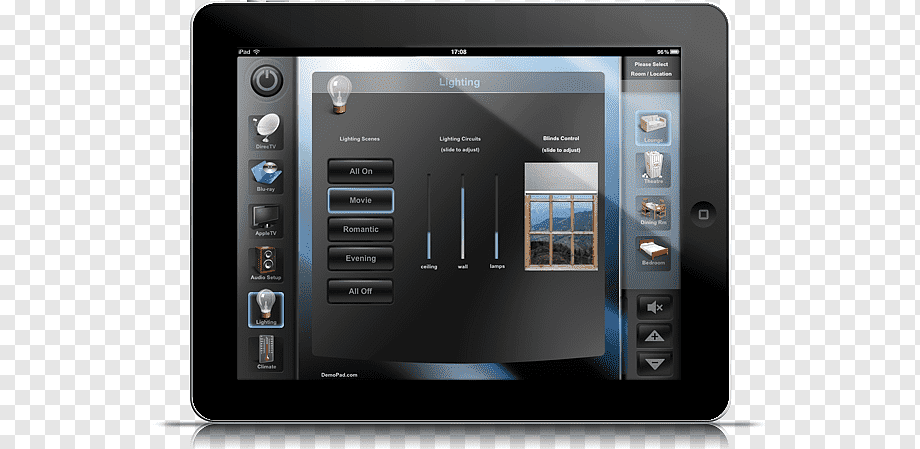 iPad
17:08
96%
Please Select
Room / Location
DirecTV
Blu-ray
AppleTV
Audio Setup
Lighting
Climate
Lighting
Lighting Scenes
All On
Movie
Romantic
Evening
All Off
Lighting Circuits
(slide to adjust)
ceiling
wall
lamps
Blinds Control
(slide to adjust)
Lounge
Theatre
Dining Rm
Bedroom
DemoPad.com